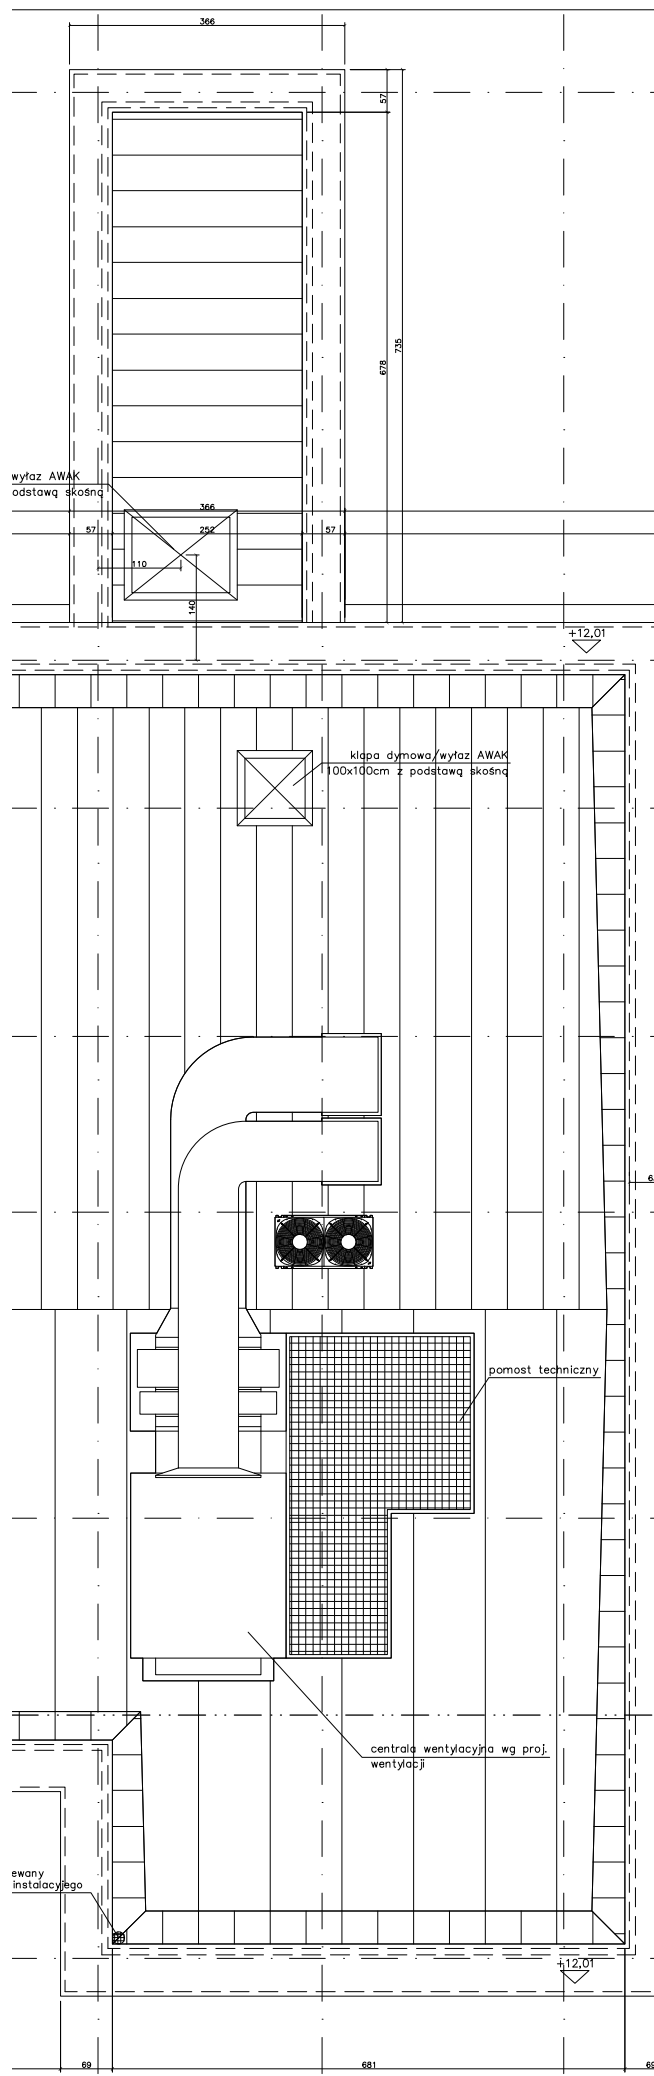 366
57
735
678
wyłaz AWAK
odstawą skośną
366
57
252
57
110
140
+12,01
klapa dymowa/wyłaz AWAK
100x100cm z podstawą skośną
pomost techniczny
centrala wentylacyjna wg proj.
wentylacji
ewany
instalacyjego
+12,01
69
681